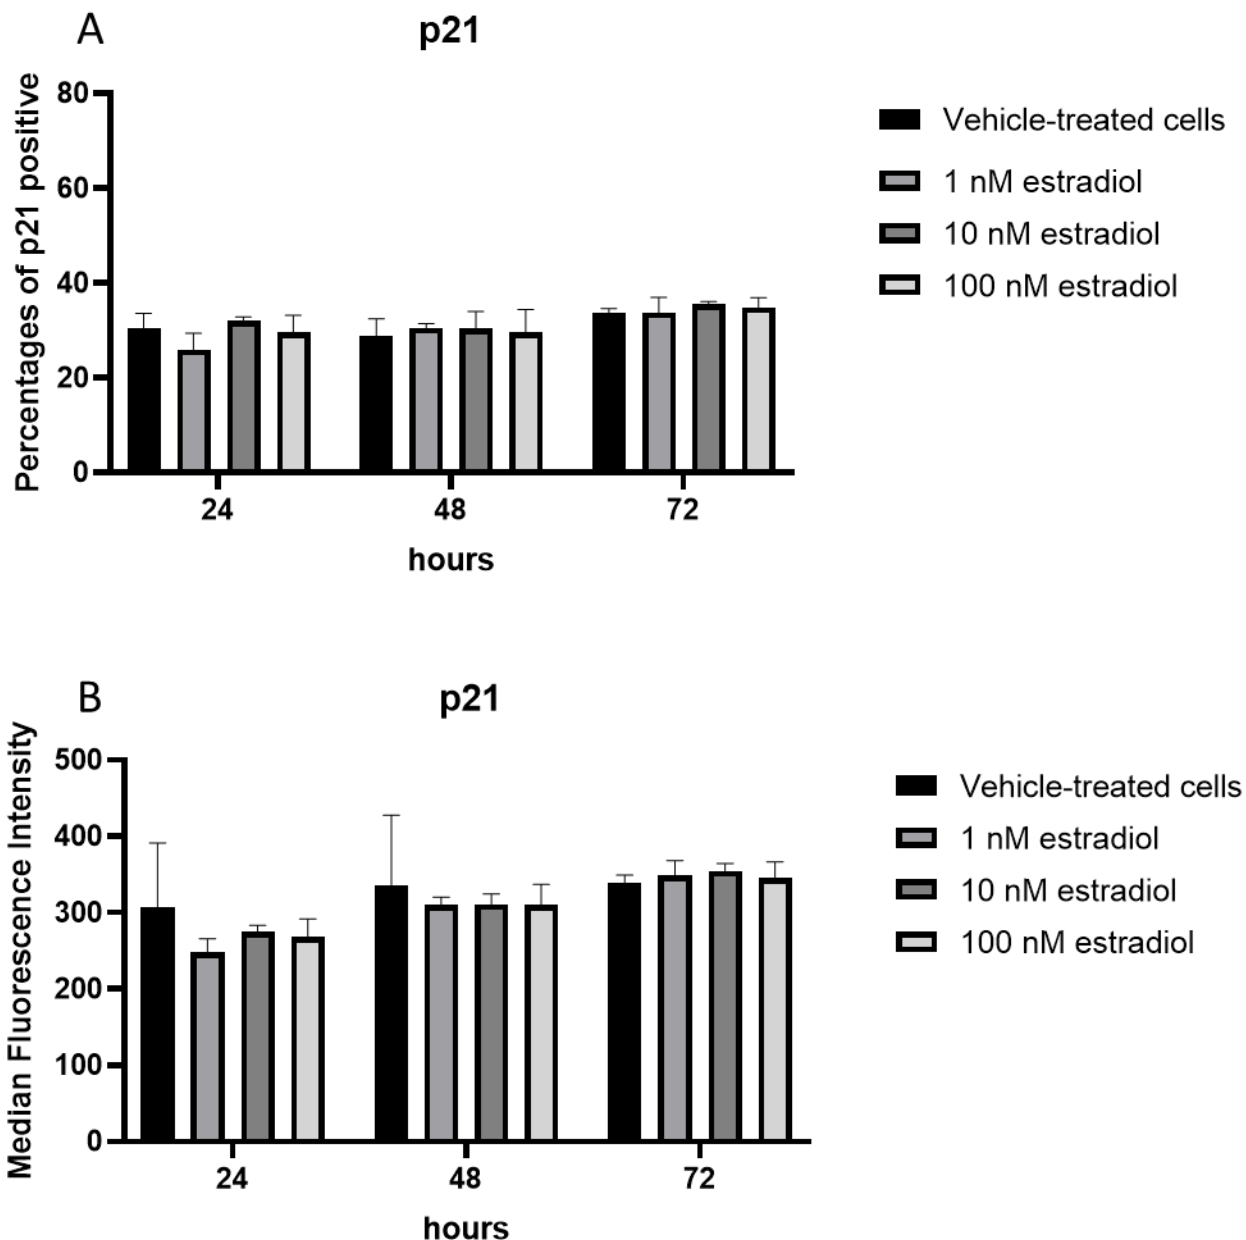 A
p21
Percentages of p21 positive
80
60
40
20
0
24
48
72
hours
Vehicle-treated cells
1 nM estradiol
10 nM estradiol
100 nM estradiol
B
p21
Median Fluorescence Intensity
500
400
300
200
100
0
24
48
72
hours
Vehicle-treated cells
1 nM estradiol
10 nM estradiol
100 nM estradiol